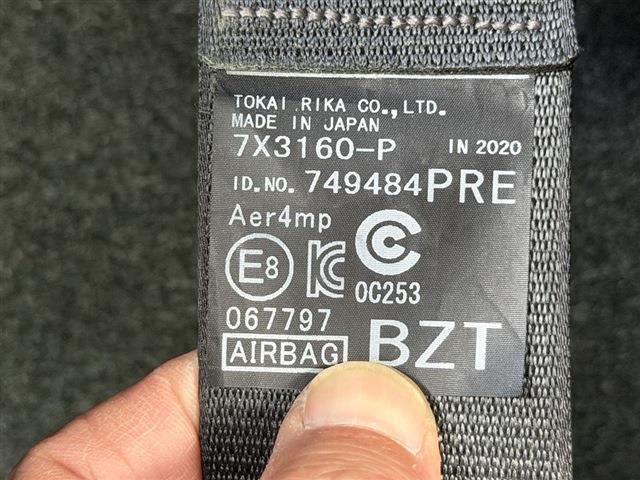 TOKAI RIKA CO.,LTD.
MADE IN JAPAN
7X3160-P IN 2020
ID.NO. 749484PRE
Aer4mp
E8 KC C
0C253
067797
AIRBAG BZT